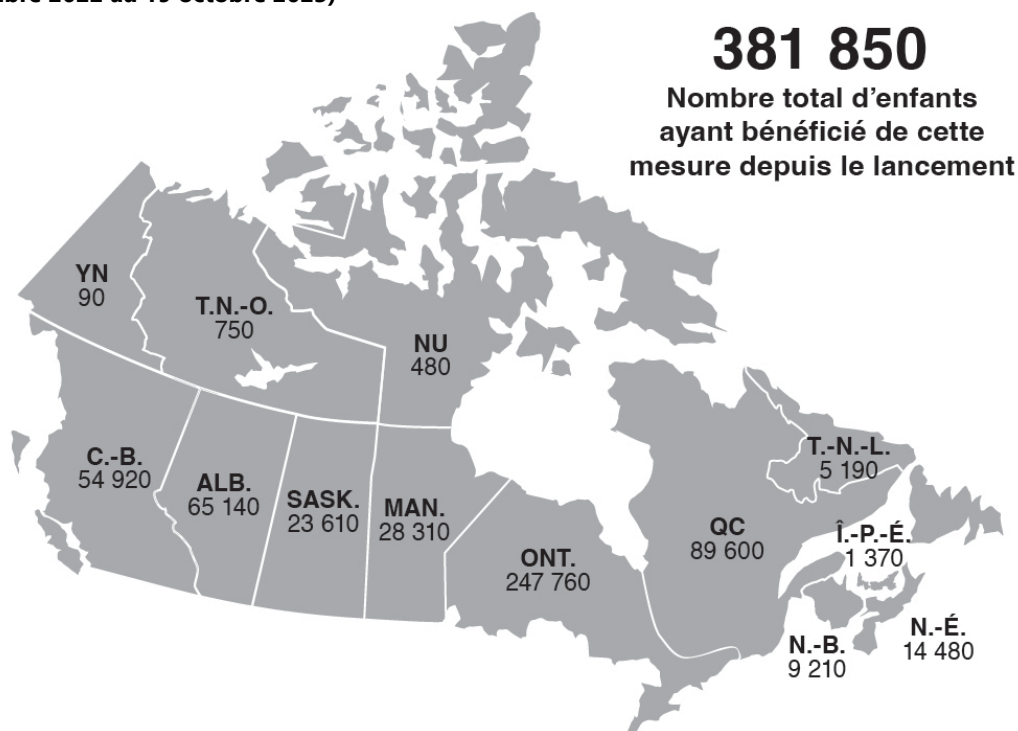 381 850
Nombre total d'enfants
ayant bénéficié de cette
mesure depuis le lancement
YN
90
T.N.-O.
750
NU
480
C.-B.
54 920
ALB.
65 140
SASK.
23 610
MAN.
28 310
ONT.
247 760
QC
89 600
T.-N.-L.
5 190
Î.-P.-É.
1 370
N.-B.
9 210
N.-É.
14 480